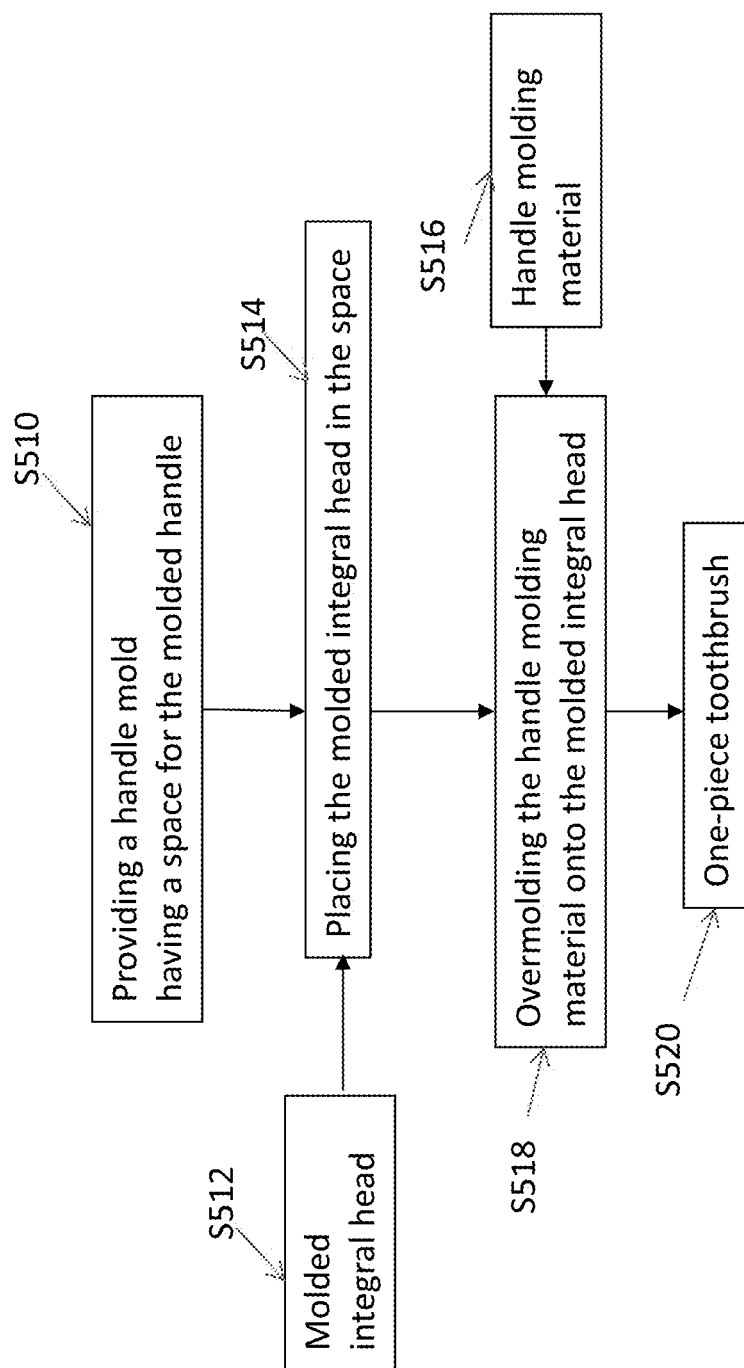 S510
Providing a handle mold
having a space for the molded handle
S512
Molded
integral head
S514
Placing the molded integral head in the space
S516
Handle molding
material
S518
Overmolding the handle molding
material onto the molded integral head
S520
One-piece toothbrush